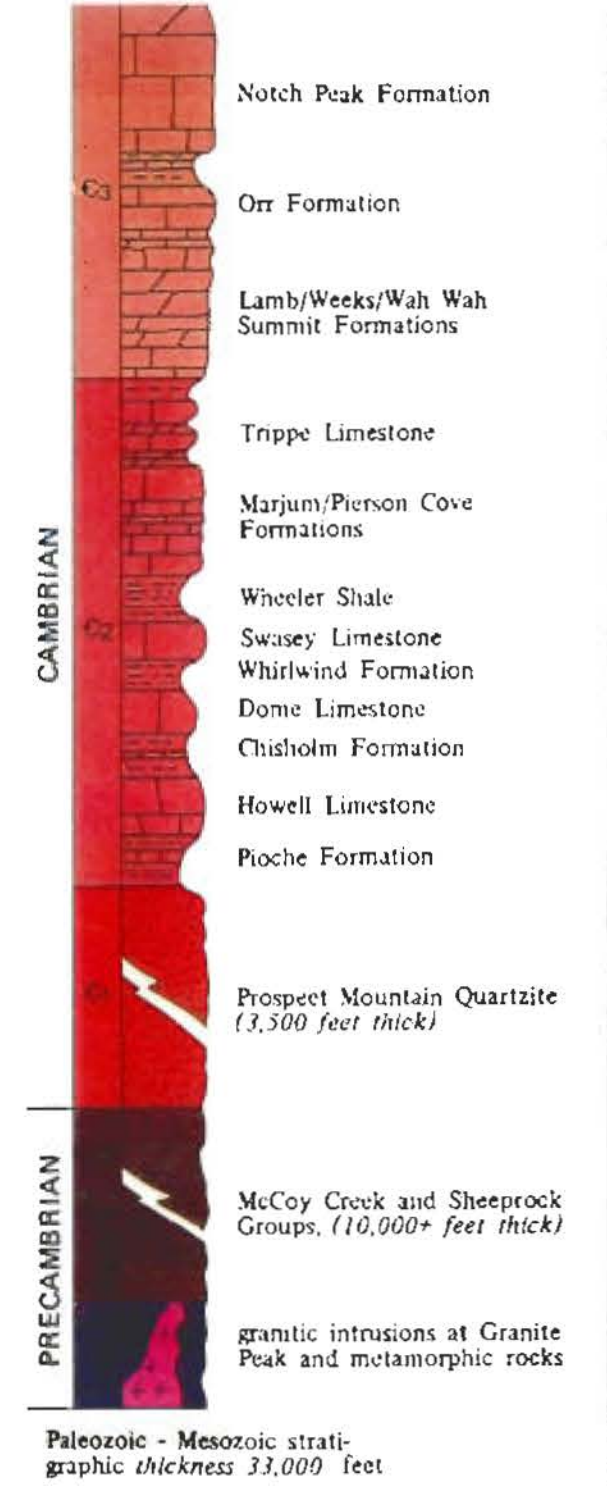 Notch Peak Formation
Є3
Orr Formation
Lamb/Weeks/Wah Wah
Summit Formations
Trippe Limestone
Marjum/Pierson Cove
Formations
CAMBRIAN
Wheeler Shale
Є2
Swasey Limestone
Whirlwind Formation
Dome Limestone
Chisholm Formation
Howell Limestone
Pioche Formation
Prospect Mountain Quartzite
(3,500 feet thick)
PRECAMBRIAN
McCoy Creek and Sheeprock
Groups, (10,000+ feet thick)
granitic intrusions at Granite
Peak and metamorphic rocks
Paleozoic - Mesozoic strati-
graphic thickness 33,000 feet